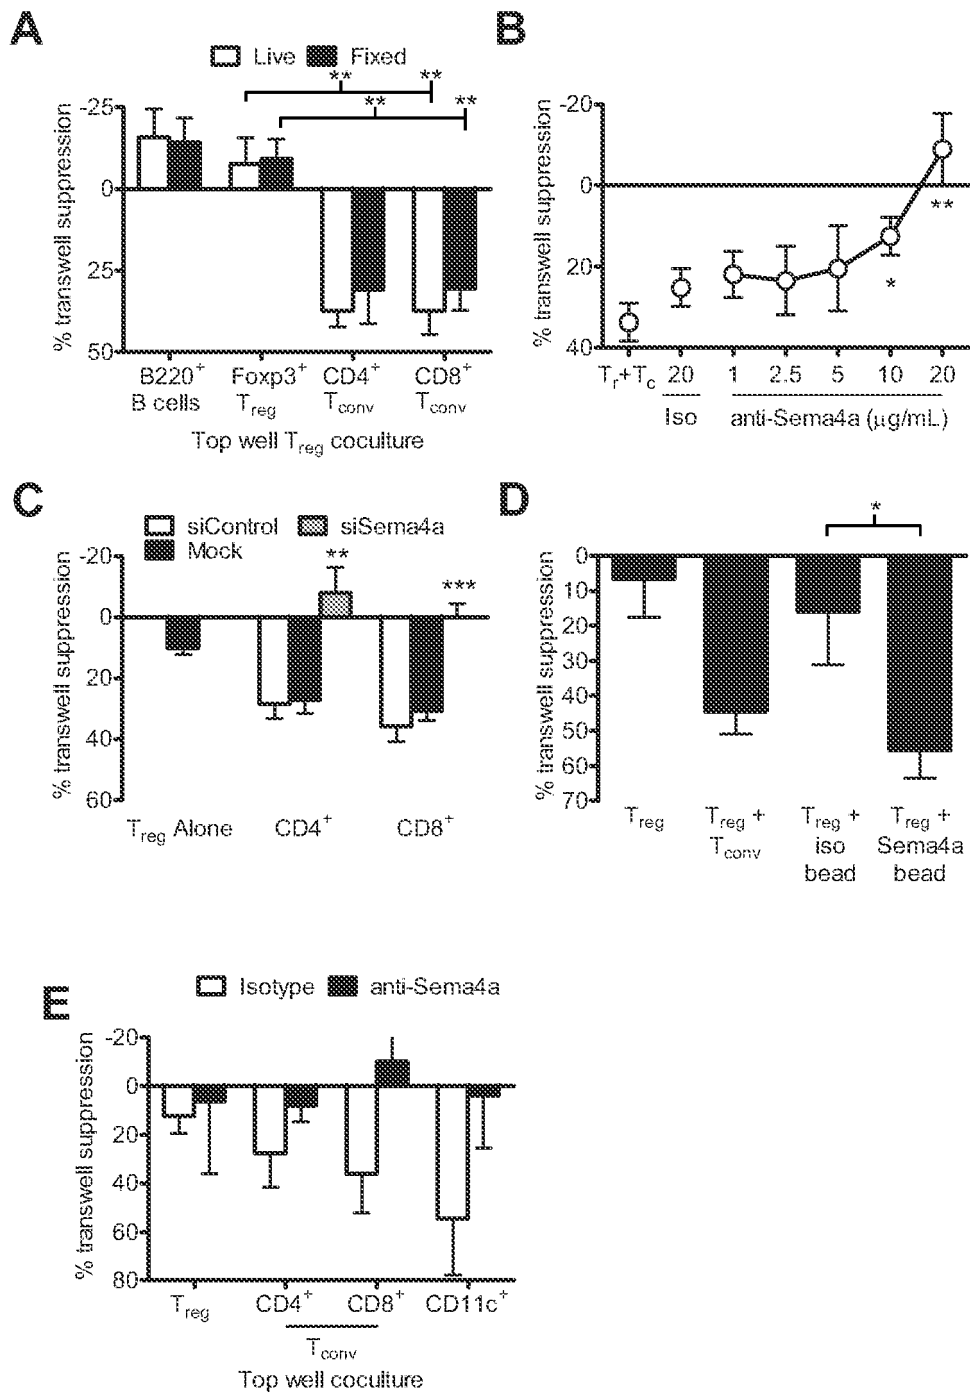 A
Live Fixed
** **
** **
% transwell suppression
-25
0
25
50
B220+ Foxp3+ CD4+ CD8+
B cells Treg Tconv Tconv
Top well Treg coculture
B
% transwell suppression
-20
0
20
40
**
*
Tr+Tc 20 1 2.5 5 10 20
Iso anti-Sema4a (μg/mL)
C
siControl siSema4a
Mock
% transwell suppression
-20
0
20
40
60
**
***
Treg Alone CD4+ CD8+
D
*
% transwell suppression
0
10
20
30
40
50
60
70
Treg Treg + Treg + Treg +
Tconv iso Sema4a
bead bead
E
Isotype anti-Sema4a
% transwell suppression
-20
0
20
40
60
80
Treg CD4+ CD8+ CD11c+
Tconv
Top well coculture